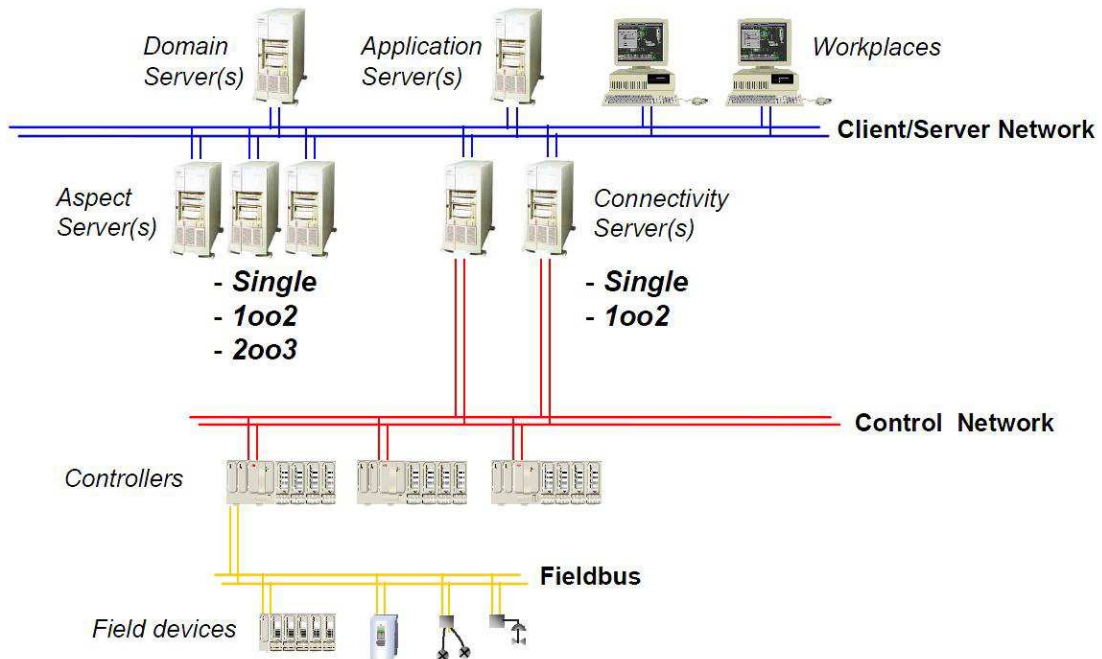 Domain
Server(s)
Application
Server(s)
Workplaces
Client/Server Network
Aspect
Server(s)
Connectivity
Server(s)
- Single
- 1oo2
- 2oo3
- Single
- 1oo2
Control Network
Controllers
Fieldbus
Field devices